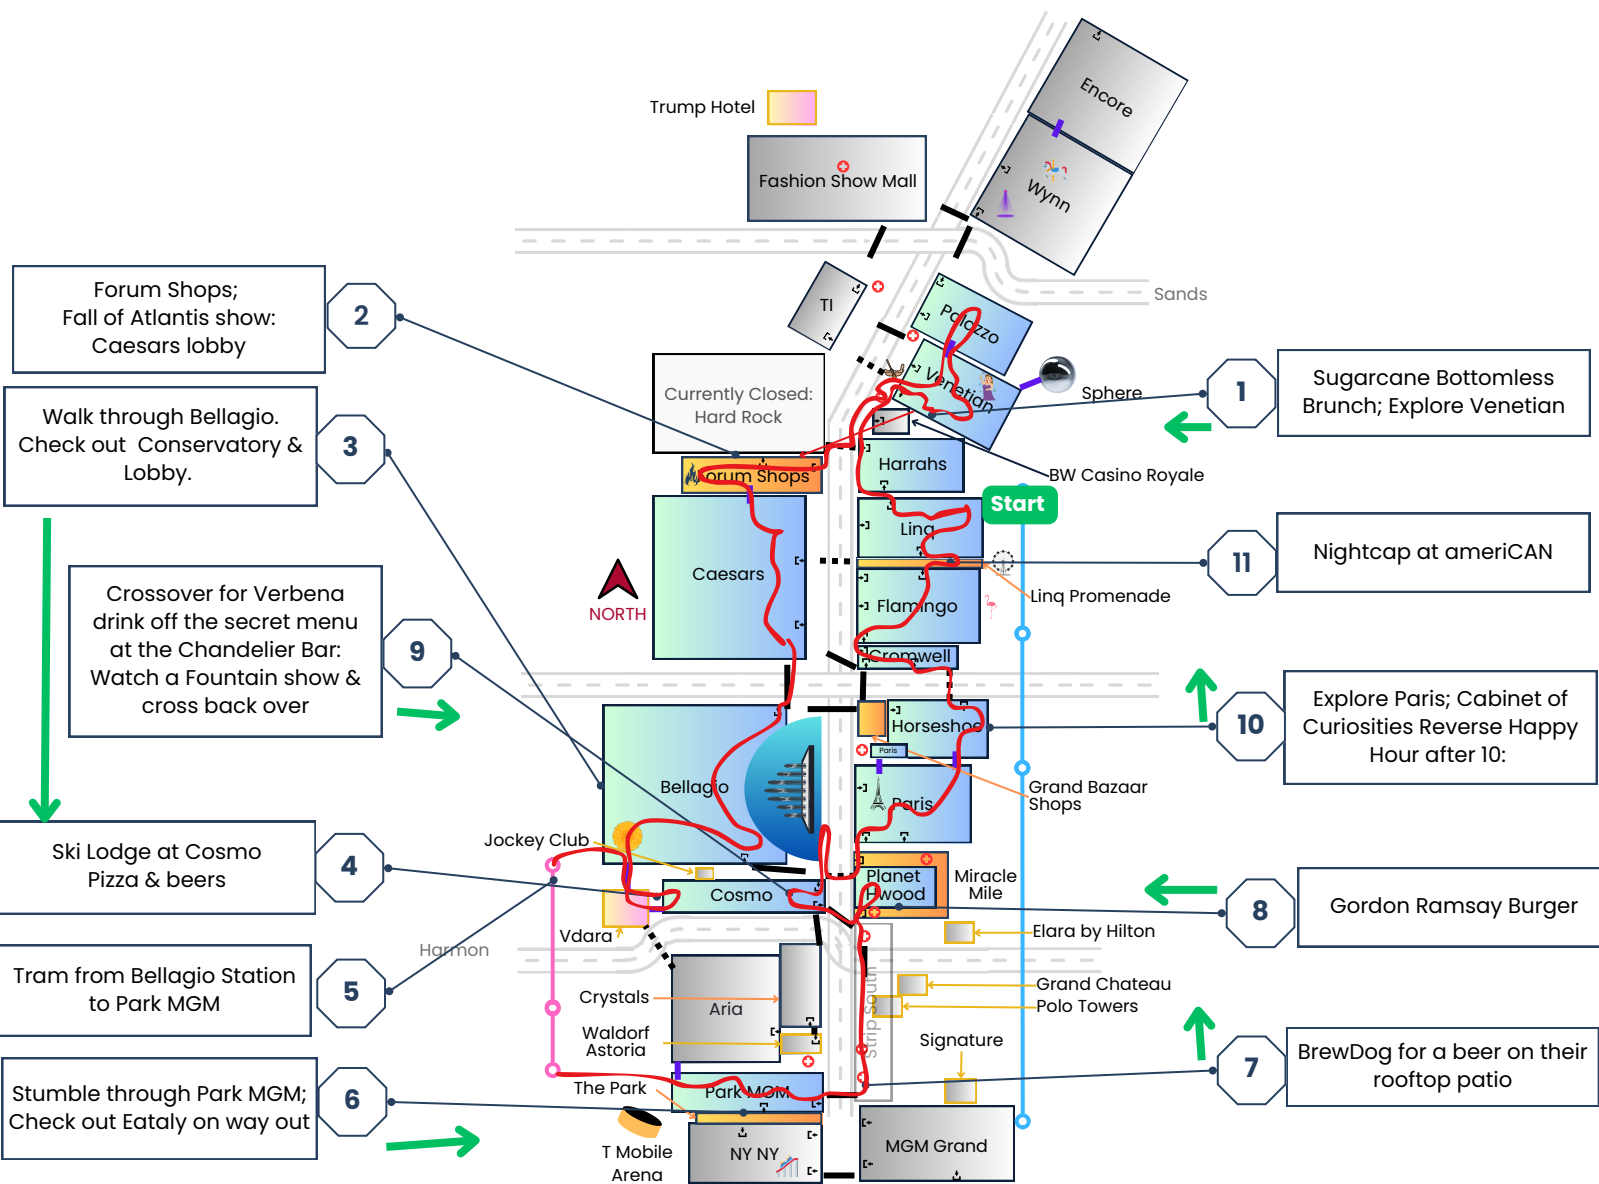 Encore
Trump Hotel
Fashion Show Mall
Wynn
Sands
TI
Palazzo
Venetian
Sphere
BW Casino Royale
Currently Closed:
Hard Rock
Forum Shops
Harrahs
Start
Linq
Caesars
NORTH
Linq Promenade
Flamingo
Cromwell
Horseshoe
Paris
Grand Bazaar
Shops
Bellagio
Paris
Jockey Club
Planet
Hwood
Miracle
Mile
Cosmo
Vdara
Harmon
Elara by Hilton
Crystals
Aria
Strip South
Grand Chateau
Polo Towers
Waldorf
Astoria
Signature
The Park
Park MGM
T Mobile
Arena
NY NY
MGM Grand
1
Sugarcane Bottomless
Brunch; Explore Venetian
2
Forum Shops;
Fall of Atlantis show:
Caesars lobby
3
Walk through Bellagio.
Check out Conservatory &
Lobby.
4
Ski Lodge at Cosmo
Pizza & beers
5
Tram from Bellagio Station
to Park MGM
6
Stumble through Park MGM;
Check out Eataly on way out
7
BrewDog for a beer on their
rooftop patio
8
Gordon Ramsay Burger
9
Crossover for Verbena
drink off the secret menu
at the Chandelier Bar:
Watch a Fountain show &
cross back over
10
Explore Paris; Cabinet of
Curiosities Reverse Happy
Hour after 10:
11
Nightcap at ameriCAN